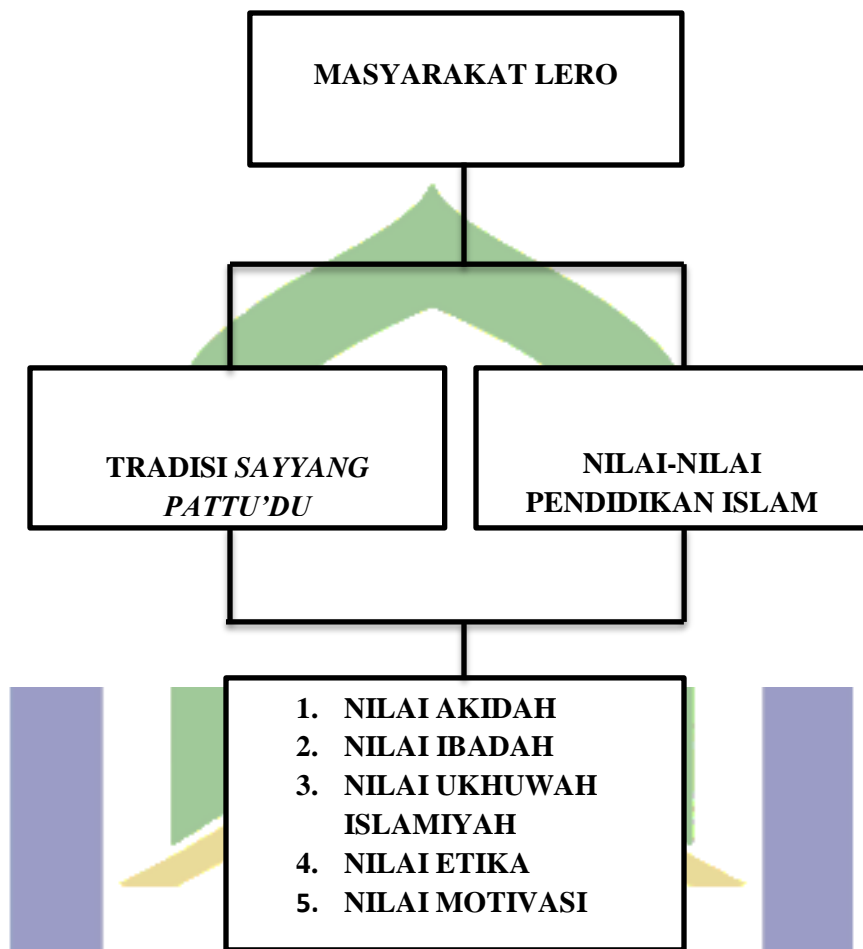 MASYARAKAT LERO
TRADISI SAYYANG
PATTU’DU
NILAI-NILAI
PENDIDIKAN ISLAM
1. NILAI AKIDAH
2. NILAI IBADAH
3. NILAI UKHUWAH
ISLAMIYAH
4. NILAI ETIKA
5. NILAI MOTIVASI